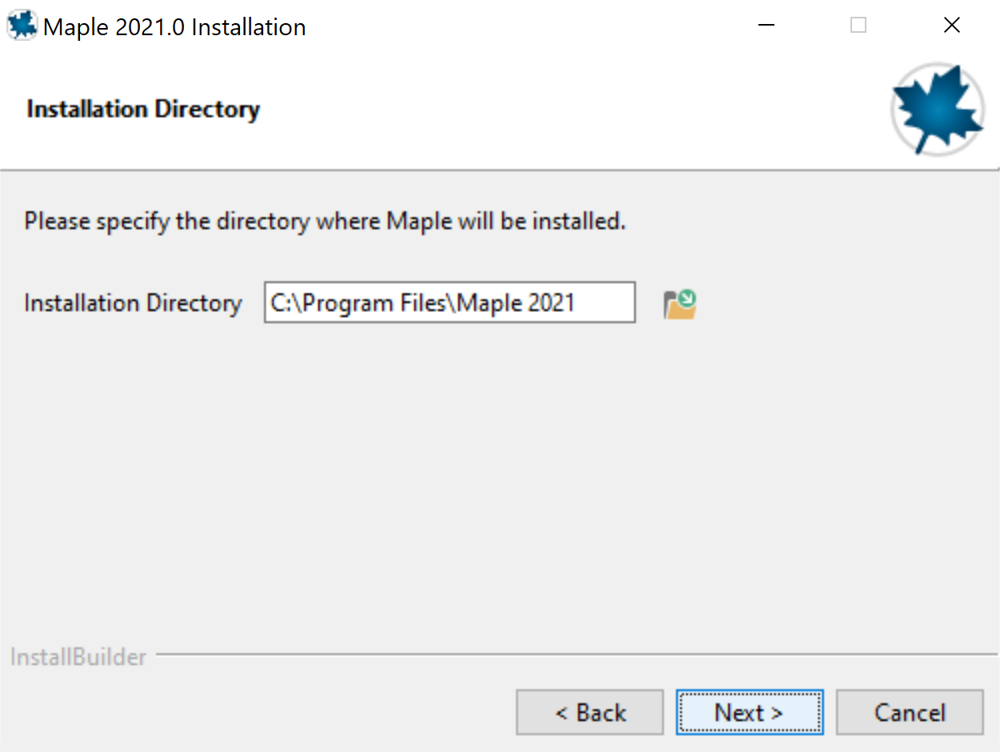 Maple 2021.0 Installation
Installation Directory
Please specify the directory where Maple will be installed.
Installation Directory C:\Program Files\Maple 2021
InstallBuilder
< Back Next > Cancel